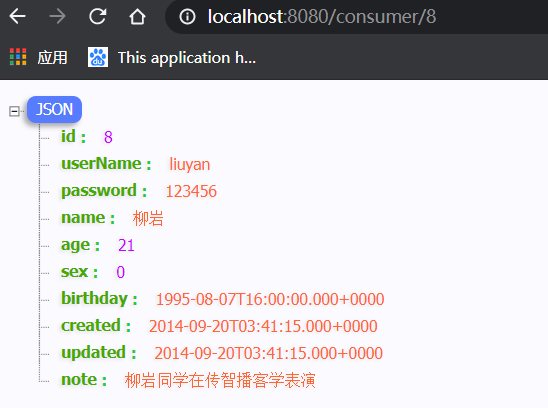 localhost:8080/consumer/8
应用 This application h...
JSON
id : 8
userName : liuyan
password : 123456
name : 柳岩
age : 21
sex : 0
birthday : 1995-08-07T16:00:00.000+0000
created : 2014-09-20T03:41:15.000+0000
updated : 2014-09-20T03:41:15.000+0000
note : 柳岩同学在传智播客学表演